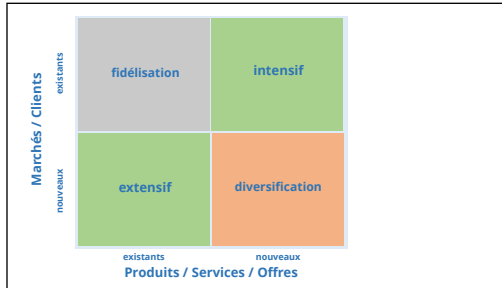 Marchés / Clients
existants
nouveaux
fidélisation
intensif
extensif
diversification
existants
nouveaux
Produits / Services / Offres